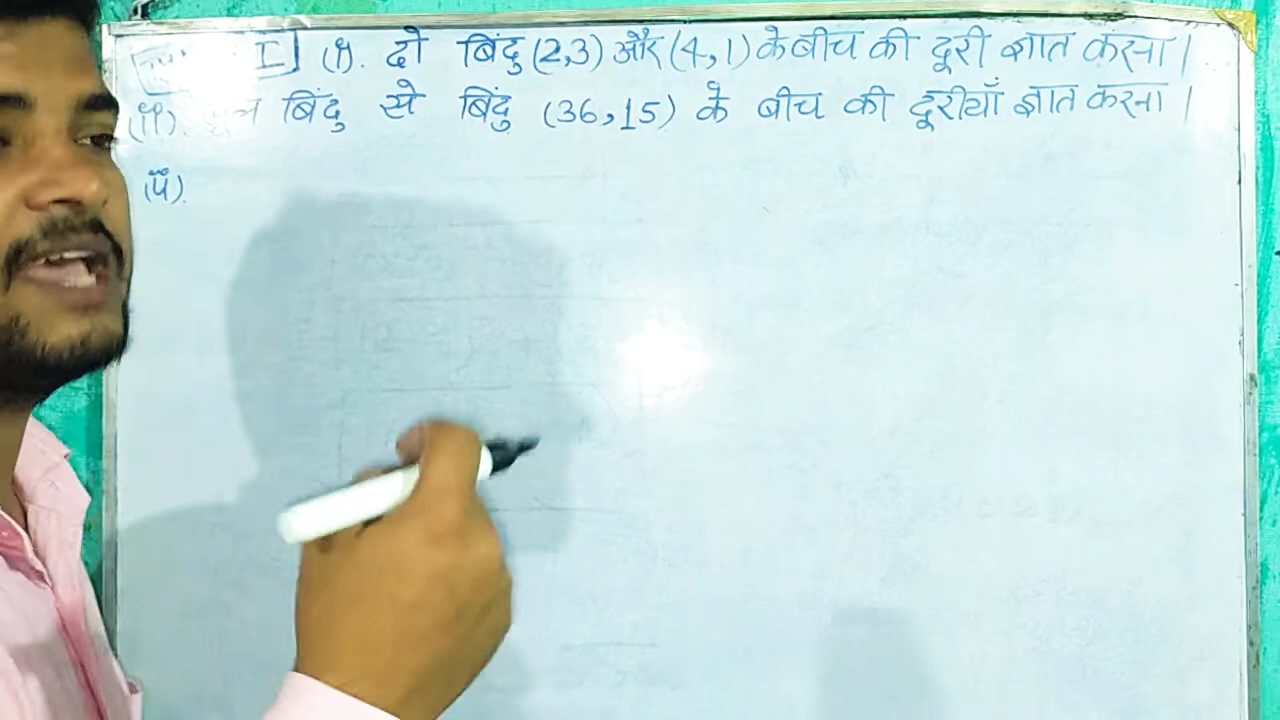 I (i). दो बिंदु (2,3) और (4,1) के बीच की दूरी ज्ञात करना।
(ii). बिंदु से बिंदु (36,15) के बीच की दूरीयाँ ज्ञात करना।
(iii).